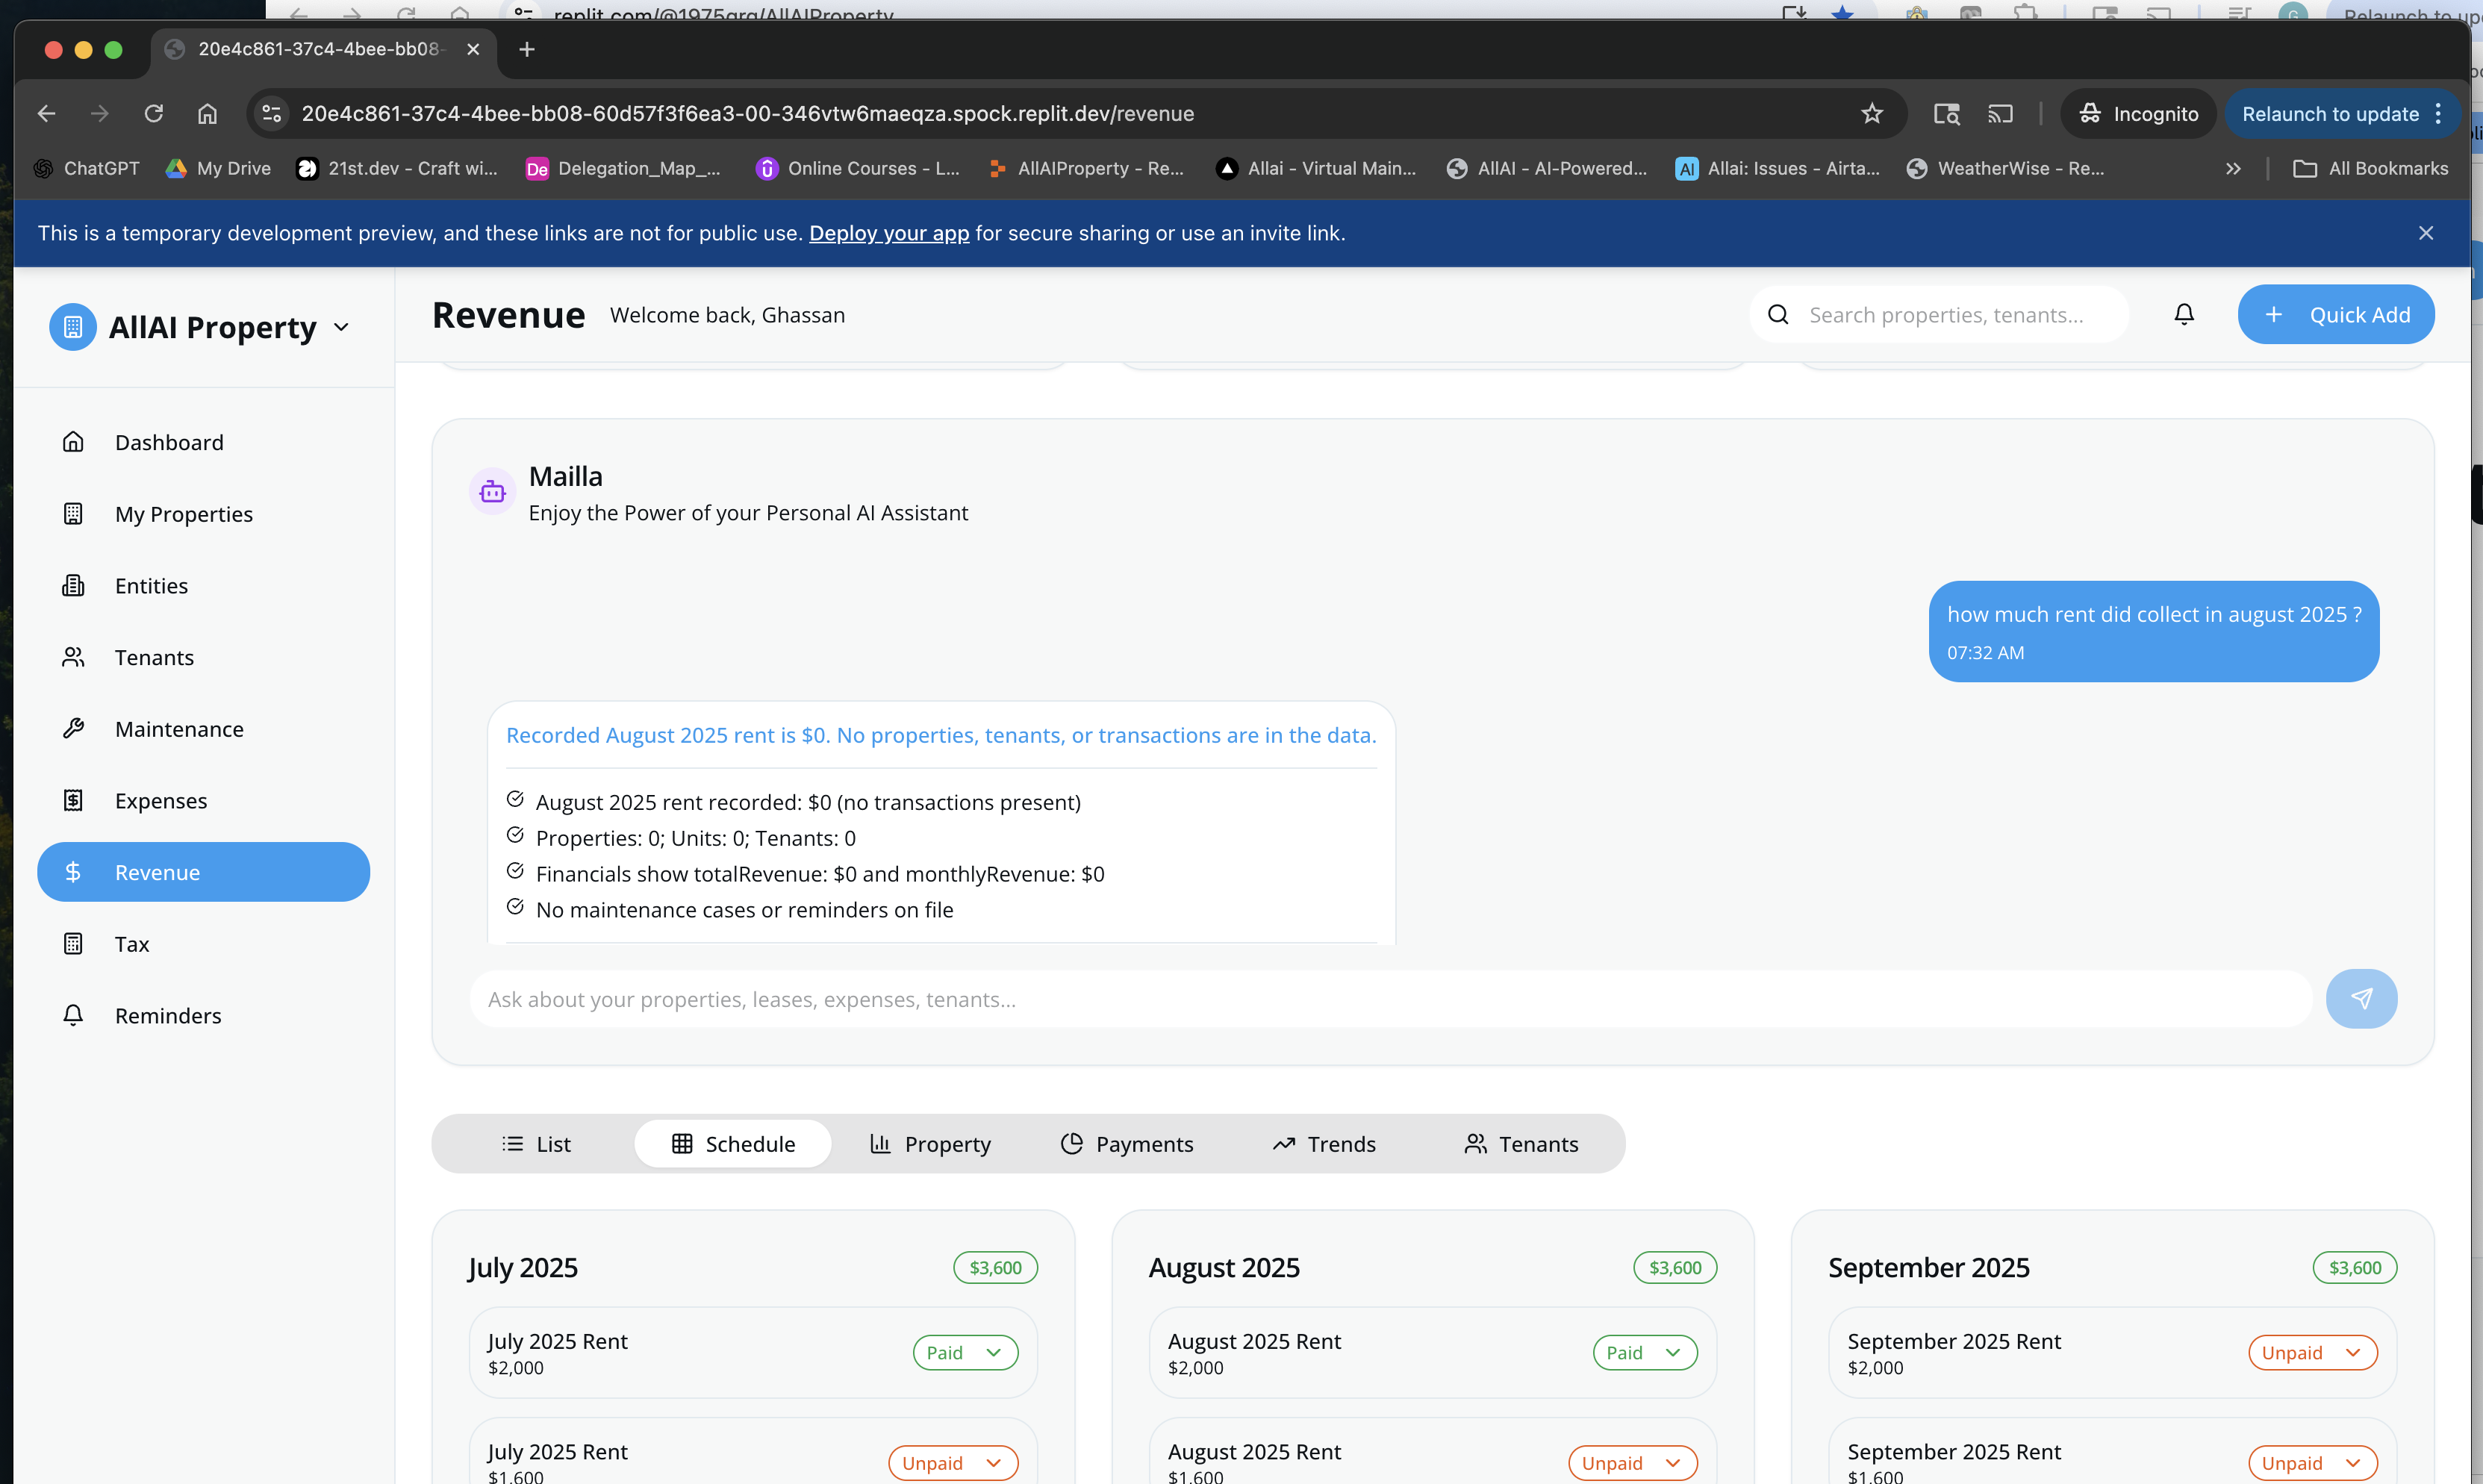 replit.com/@1975grg/AllAIProperty
20e4c861-37c4-4bee-bb08-
20e4c861-37c4-4bee-bb08-60d57f3f6ea3-00-346vtw6maeqza.spock.replit.dev/revenue
Incognito
Relaunch to update
ChatGPT
My Drive
21st.dev - Craft wi...
De
Delegation_Map_...
Online Courses - L...
AllAIProperty - Re...
Allai - Virtual Main...
AllAI - AI-Powered...
AI
Allai: Issues - Airta...
WeatherWise - Re...
All Bookmarks
This is a temporary development preview, and these links are not for public use. Deploy your app for secure sharing or use an invite link.
AllAI Property
Dashboard
My Properties
Entities
Tenants
Maintenance
Expenses
Revenue
Tax
Reminders
Revenue
Welcome back, Ghassan
Search properties, tenants...
+ Quick Add
Mailla
Enjoy the Power of your Personal AI Assistant
how much rent did collect in august 2025 ?
07:32 AM
Recorded August 2025 rent is $0. No properties, tenants, or transactions are in the data.
August 2025 rent recorded: $0 (no transactions present)
Properties: 0; Units: 0; Tenants: 0
Financials show totalRevenue: $0 and monthlyRevenue: $0
No maintenance cases or reminders on file
Ask about your properties, leases, expenses, tenants...
List
Schedule
Property
Payments
Trends
Tenants
July 2025
$3,600
July 2025 Rent
$2,000
Paid
July 2025 Rent
$1,600
Unpaid
August 2025
$3,600
August 2025 Rent
$2,000
Paid
August 2025 Rent
$1,600
Unpaid
September 2025
$3,600
September 2025 Rent
$2,000
Unpaid
September 2025 Rent
$1,600
Unpaid